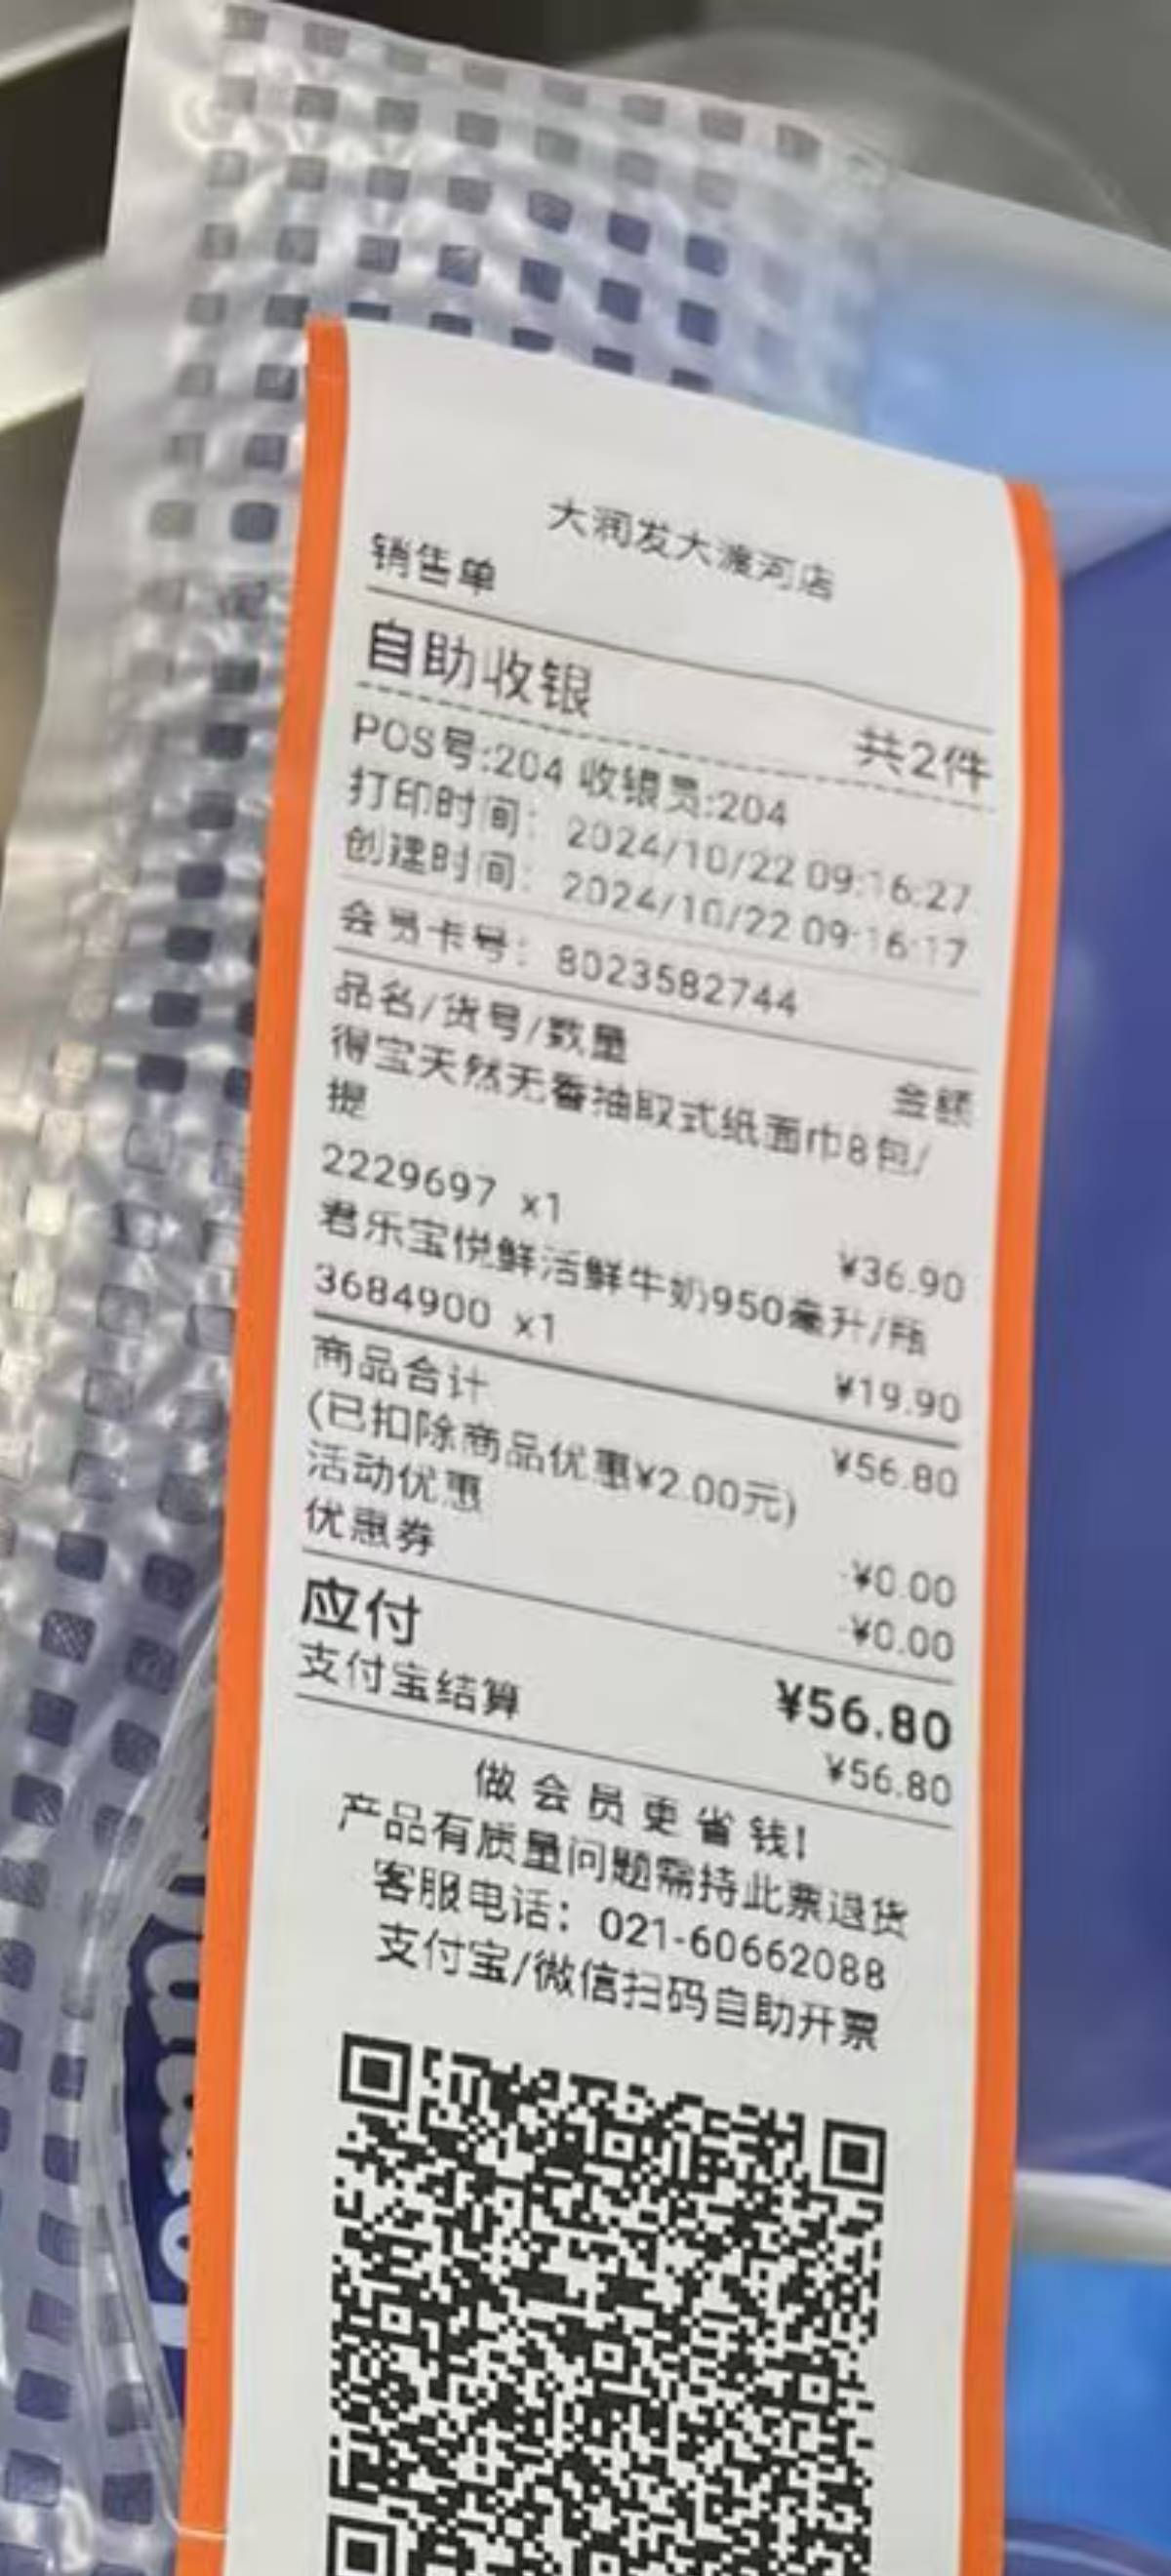 大润发大渡河店
销售单
自助收银 共2件
POS号:204 收银员:204
打印时间: 2024/10/22 09:16:27
创建时间: 2024/10/22 09:16:17
会员卡号: 8023582744
品名/货号/数量 金额
得宝天然无香抽取式纸面巾8包/
提
2229697 x1 ¥36.90
君乐宝悦鲜活鲜牛奶950毫升/瓶
3684900 x1 ¥19.90
商品合计 ¥56.80
(已扣除商品优惠¥2.00元)
活动优惠 -¥0.00
优惠券 -¥0.00
应付 ¥56.80
支付宝结算 ¥56.80
做会员更省钱!
产品有质量问题需持此票退货
客服电话: 021-60662088
支付宝/微信扫码自助开票